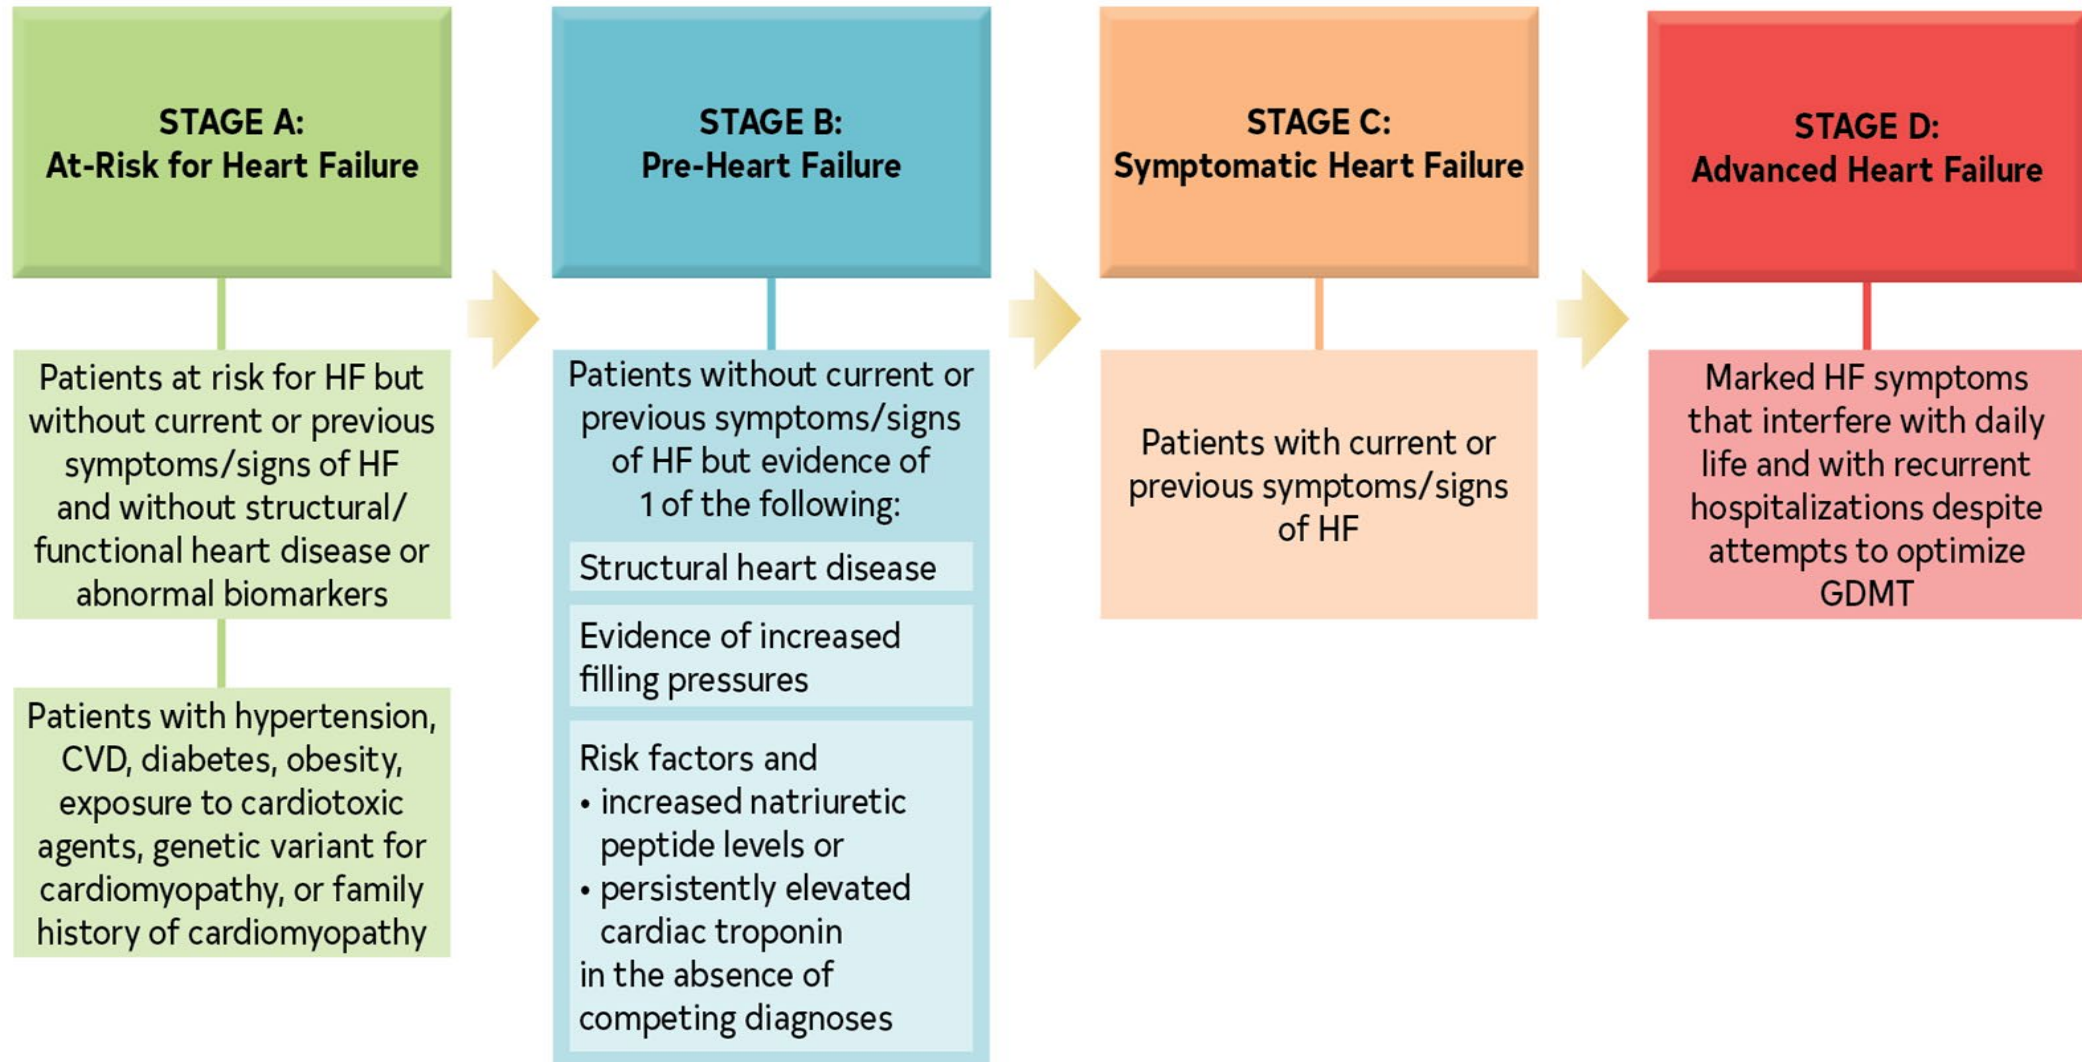 STAGE A:
At-Risk for Heart Failure
Patients at risk for HF but
without current or previous
symptoms/signs of HF
and without structural/
functional heart disease or
abnormal biomarkers
Patients with hypertension,
CVD, diabetes, obesity,
exposure to cardiotoxic
agents, genetic variant for
cardiomyopathy, or family
history of cardiomyopathy
STAGE B:
Pre-Heart Failure
Patients without current or
previous symptoms/signs
of HF but evidence of
1 of the following:
Structural heart disease
Evidence of increased
filling pressures
Risk factors and
• increased natriuretic
peptide levels or
• persistently elevated
cardiac troponin
in the absence of
competing diagnoses
STAGE C:
Symptomatic Heart Failure
Patients with current or
previous symptoms/signs
of HF
STAGE D:
Advanced Heart Failure
Marked HF symptoms
that interfere with daily
life and with recurrent
hospitalizations despite
attempts to optimize
GDMT